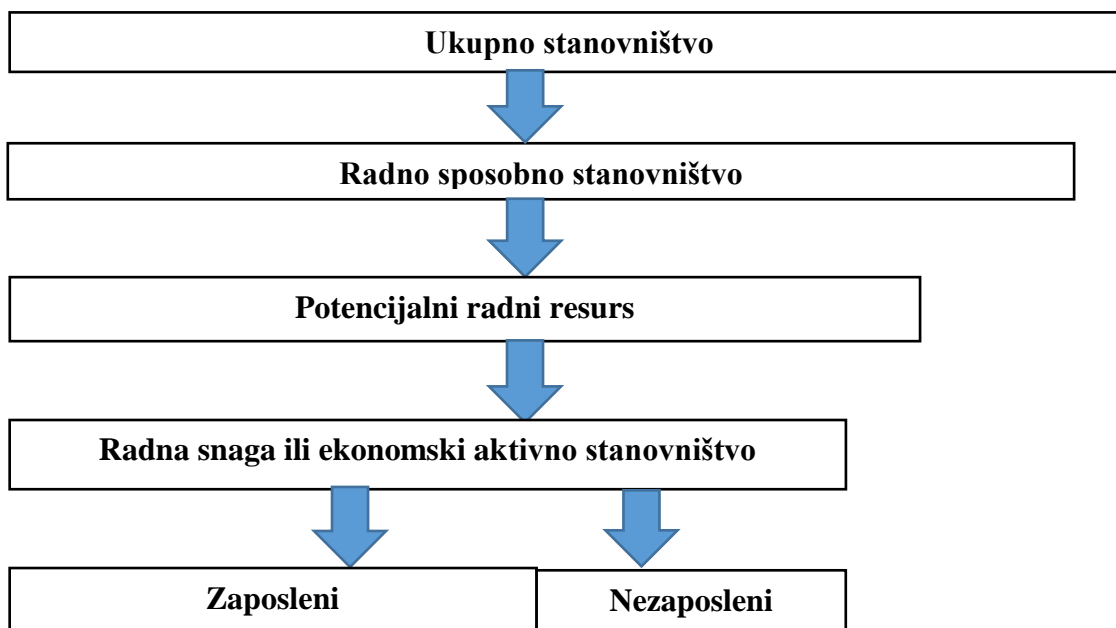 Ukupno stanovništvo
Radno sposobno stanovništvo
Potencijalni radni resurs
Radna snaga ili ekonomski aktivno stanovništvo
Zaposleni
Nezaposleni